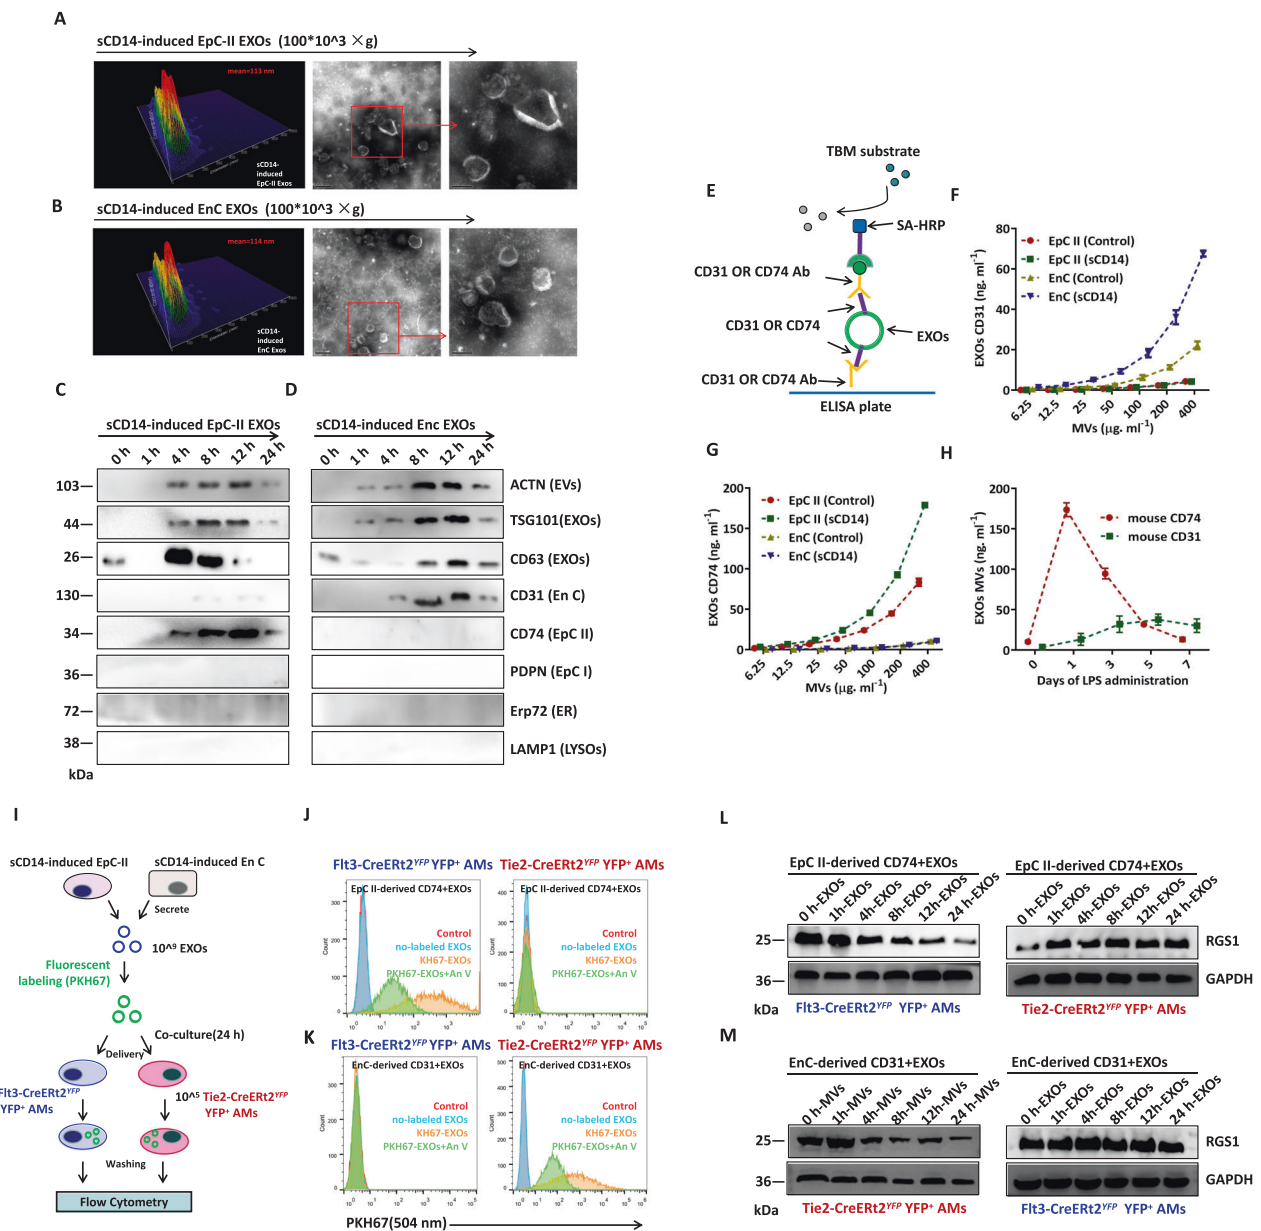 A
sCD14-induced EpC-II EXOs (100*10^3 ×g)
mean=113 nm
sCD14-
induced
EpC-II Exos
B
sCD14-induced EnC EXOs (100*10^3 ×g)
mean=114 nm
sCD14-
induced
EnC Exos
C
sCD14-induced EpC-II EXOs
0 h 1 h 4 h 8 h 12 h 24 h
D
sCD14-induced Enc EXOs
0 h 1 h 4 h 8 h 12 h 24 h
103 ACTN (EVs)
44 TSG101(EXOs)
26 CD63 (EXOs)
130 CD31 (En C)
34 CD74 (EpC II)
36 PDPN (EpC I)
72 Erp72 (ER)
38 LAMP1 (LYSOs)
kDa
E
TBM substrate
SA-HRP
CD31 OR CD74 Ab
CD31 OR CD74
EXOs
CD31 OR CD74 Ab
ELISA plate
F
EpC II (Control)
EpC II (sCD14)
EnC (Control)
EnC (sCD14)
EXOs CD31 (ng. ml-1)
80
60
40
20
0
6.25 12.5 25 50 100 200 400
MVs (μg. ml-1)
G
EpC II (Control)
EpC II (sCD14)
EnC (Control)
EnC (sCD14)
EXOs CD74 (ng. ml-1)
200
150
100
50
0
6.25 12.5 25 50 100 200 400
MVs (μg. ml-1)
H
mouse CD74
mouse CD31
EXOs MVs (ng. ml-1)
200
150
100
50
0
0 1 3 5 7
Days of LPS administration
I
sCD14-induced EpC-II sCD14-induced En C
Secrete
10^9 EXOs
Fluorescent
labeling (PKH67)
Co-culture(24 h)
Delivery
Flt3-CreERt2YFP
YFP+ AMs
10^5 Tie2-CreERt2YFP
YFP+ AMs
Washing
Flow Cytometry
J
Flt3-CreERt2YFP YFP+ AMs Tie2-CreERt2YFP YFP+ AMs
EpC II-derived CD74+EXOs
Control
no-labeled EXOs
KH67-EXOs
PKH67-EXOs+An V
EpC II-derived CD74+EXOs
Control
no-labeled EXOs
KH67-EXOs
PKH67-EXOs+An V
K
Flt3-CreERt2YFP YFP+ AMs Tie2-CreERt2YFP YFP+ AMs
EnC-derived CD31+EXOs
Control
no-labeled EXOs
KH67-EXOs
PKH67-EXOs+An V
EnC-derived CD31+EXOs
Control
no-labeled EXOs
KH67-EXOs
PKH67-EXOs+An V
PKH67(504 nm)
L
EpC II-derived CD74+EXOs
0 h-EXOs 1h-EXOs 4h-EXOs 8h-EXOs 12h-EXOs 24 h-EXOs
EpC II-derived CD74+EXOs
0 h-EXOs 1h-EXOs 4h-EXOs 8h-EXOs 12h-EXOs 24 h-EXOs
25 RGS1
36 GAPDH
kDa Flt3-CreERt2YFP YFP+ AMs Tie2-CreERt2YFP YFP+ AMs
M
EnC-derived CD31+EXOs
0 h-MVs 1h-MVs 4h-MVs 8h-MVs 12h-MVs 24 h-MVs
EnC-derived CD31+EXOs
0 h-EXOs 1h-EXOs 4h-EXOs 8h-EXOs 12h-EXOs 24 h-EXOs
25 RGS1
36 GAPDH
kDa Tie2-CreERt2YFP YFP+ AMs Flt3-CreERt2YFP YFP+ AMs